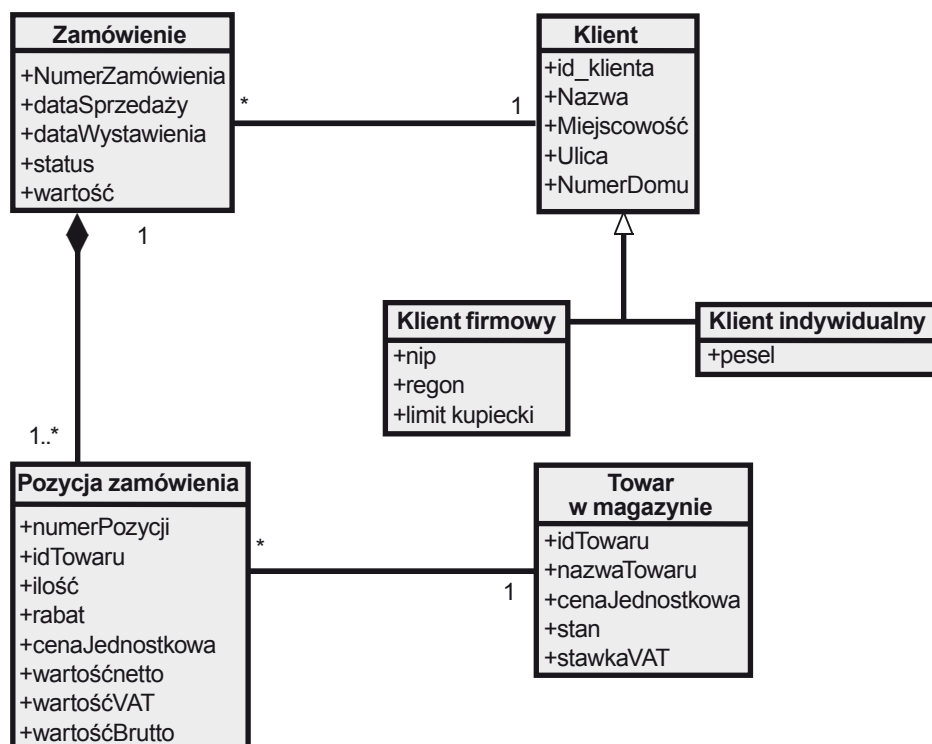 Zamówienie
+NumerZamówienia
+dataSprzedaży
+dataWystawienia
+status
+wartość
*
1
Klient
+id_klienta
+Nazwa
+Miejscowość
+Ulica
+NumerDomu
1
Klient firmowy
+nip
+regon
+limit kupiecki
Klient indywidualny
+pesel
1..*
Pozycja zamówienia
+numerPozycji
+idTowaru
+ilość
+rabat
+cenaJednostkowa
+wartośćnetto
+wartośćVAT
+wartośćBrutto
*
1
Towar
w magazynie
+idTowaru
+nazwaTowaru
+cenaJednostkowa
+stan
+stawkaVAT